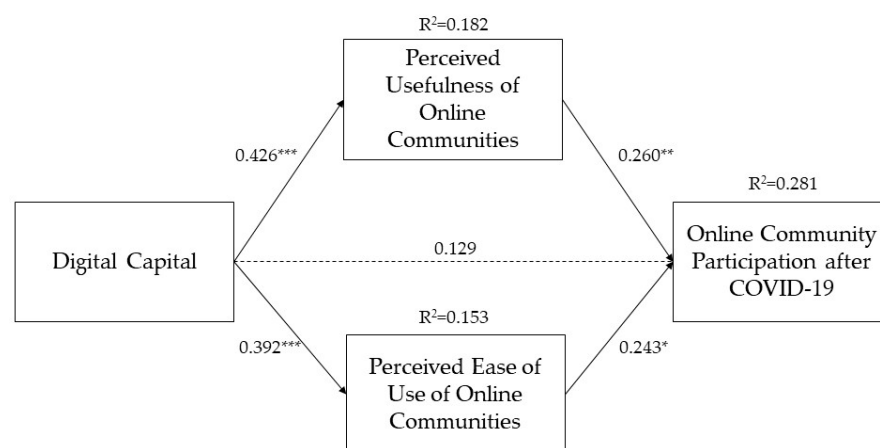 R²=0.182
Perceived
Usefulness of
Online
Communities
0.426***
0.260**
R²=0.281
Digital Capital
0.129
Online Community
Participation after
COVID-19
R²=0.153
0.392***
0.243*
Perceived Ease of
Use of Online
Communities